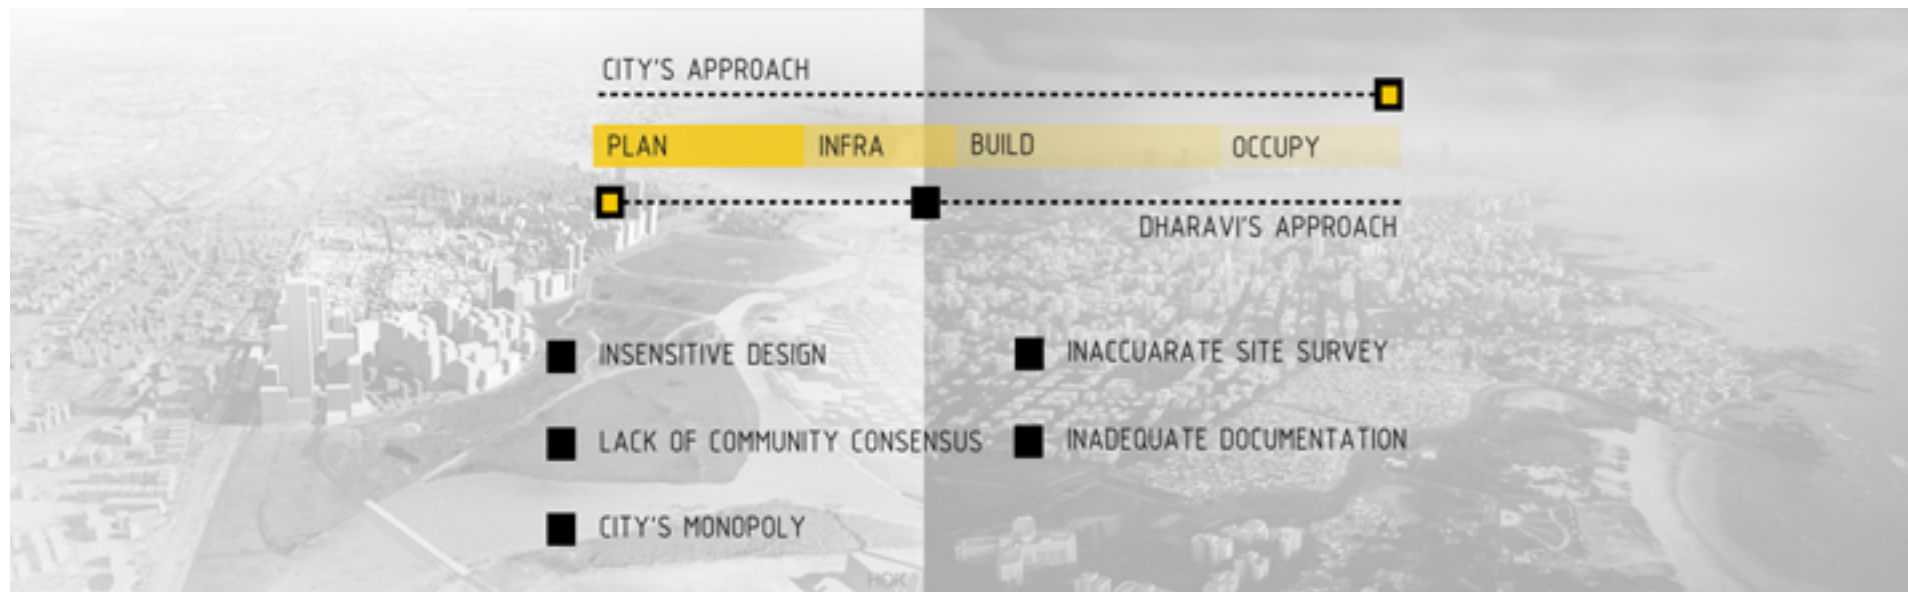 CITY'S APPROACH
PLAN INFRA BUILD OCCUPY
DHARAVI'S APPROACH
INSENSITIVE DESIGN
LACK OF COMMUNITY CONSENSUS
CITY'S MONOPOLY
INACCUARATE SITE SURVEY
INADEQUATE DOCUMENTATION
HOK